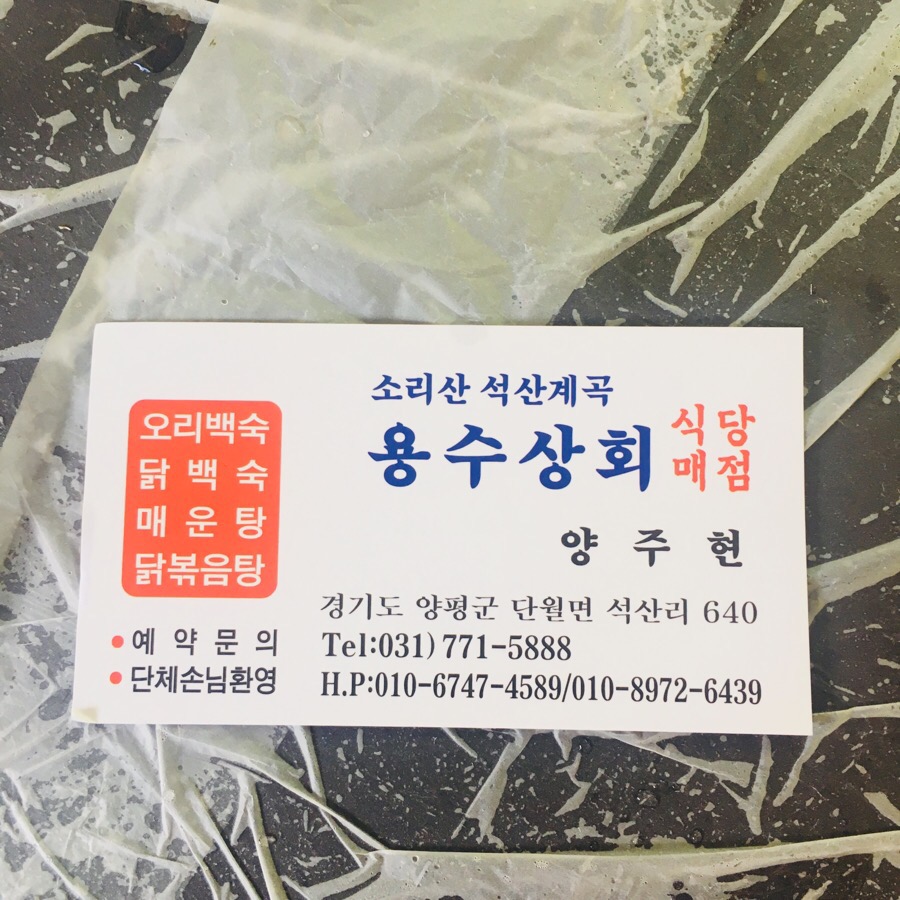 소리산 석산계곡
용수상회 식당 매점
양주현
오리백숙
닭백숙
매운탕
닭볶음탕
• 예약문의
• 단체손님환영
경기도 양평군 단월면 석산리 640
Tel:031) 771-5888
H.P:010-6747-4589/010-8972-6439